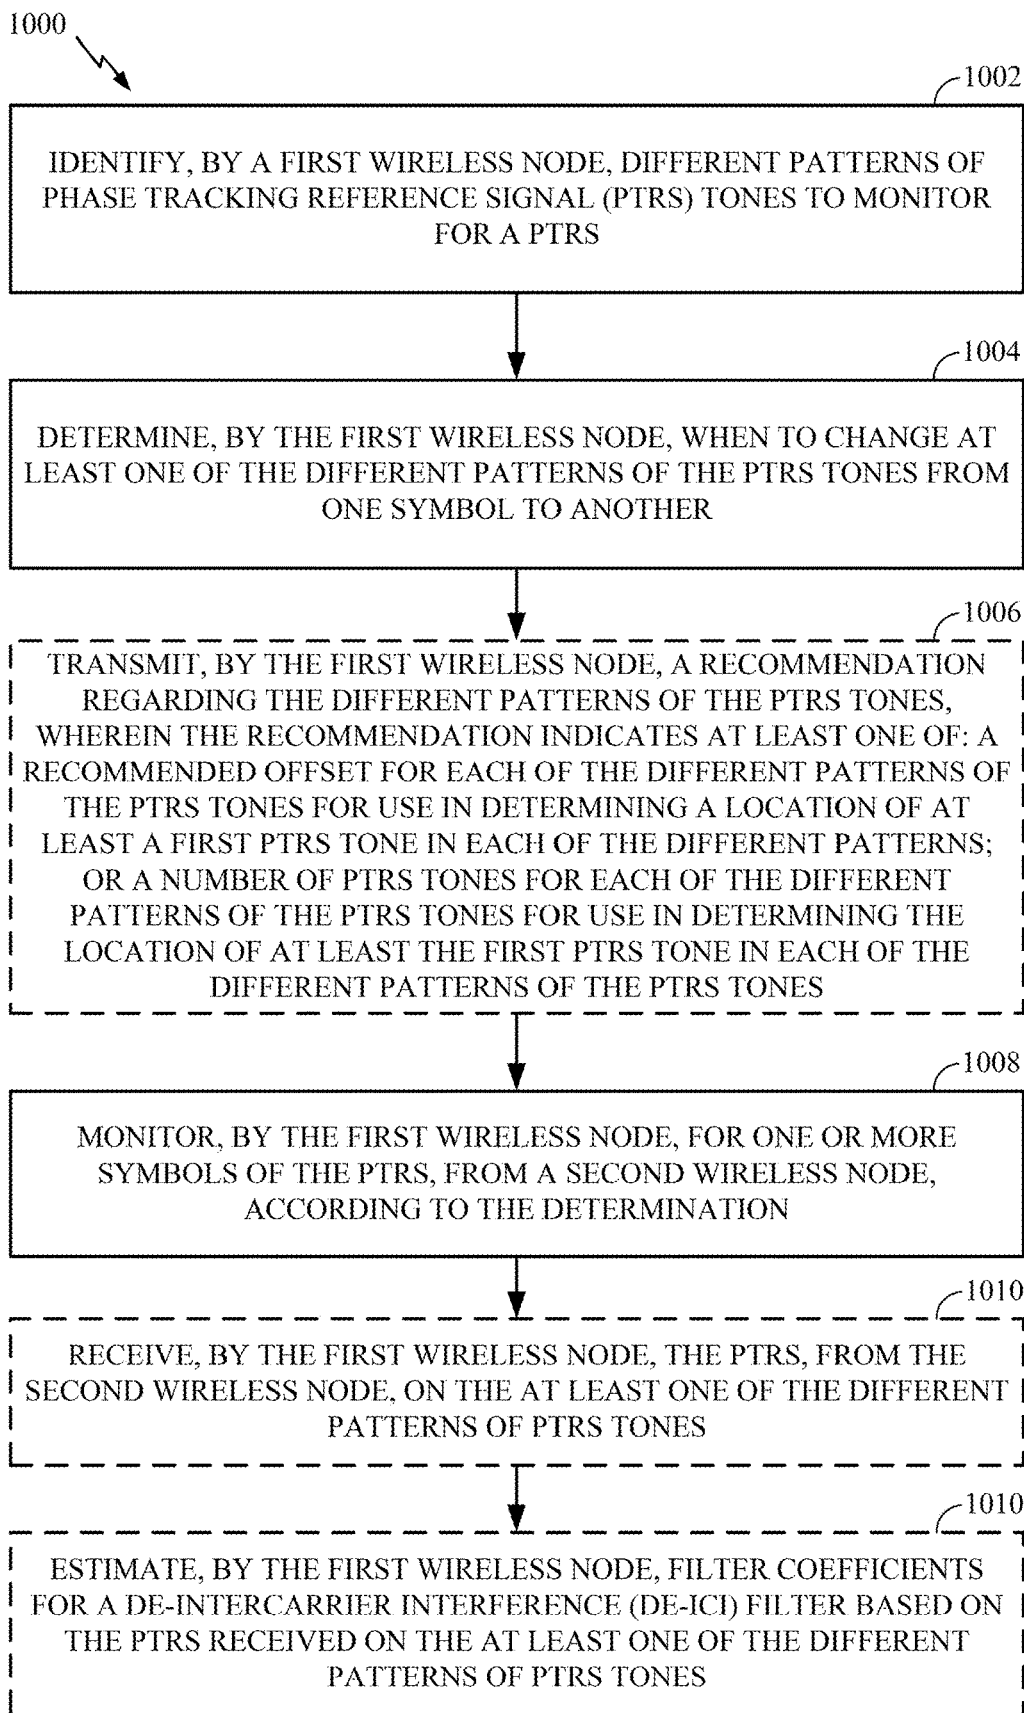 1000
1002
IDENTIFY, BY A FIRST WIRELESS NODE, DIFFERENT PATTERNS OF
PHASE TRACKING REFERENCE SIGNAL (PTRS) TONES TO MONITOR
FOR A PTRS
1004
DETERMINE, BY THE FIRST WIRELESS NODE, WHEN TO CHANGE AT
LEAST ONE OF THE DIFFERENT PATTERNS OF THE PTRS TONES FROM
ONE SYMBOL TO ANOTHER
1006
TRANSMIT, BY THE FIRST WIRELESS NODE, A RECOMMENDATION
REGARDING THE DIFFERENT PATTERNS OF THE PTRS TONES,
WHEREIN THE RECOMMENDATION INDICATES AT LEAST ONE OF: A
RECOMMENDED OFFSET FOR EACH OF THE DIFFERENT PATTERNS OF
THE PTRS TONES FOR USE IN DETERMINING A LOCATION OF AT
LEAST A FIRST PTRS TONE IN EACH OF THE DIFFERENT PATTERNS;
OR A NUMBER OF PTRS TONES FOR EACH OF THE DIFFERENT
PATTERNS OF THE PTRS TONES FOR USE IN DETERMINING THE
LOCATION OF AT LEAST THE FIRST PTRS TONE IN EACH OF THE
DIFFERENT PATTERNS OF THE PTRS TONES
1008
MONITOR, BY THE FIRST WIRELESS NODE, FOR ONE OR MORE
SYMBOLS OF THE PTRS, FROM A SECOND WIRELESS NODE,
ACCORDING TO THE DETERMINATION
1010
RECEIVE, BY THE FIRST WIRELESS NODE, THE PTRS, FROM THE
SECOND WIRELESS NODE, ON THE AT LEAST ONE OF THE DIFFERENT
PATTERNS OF PTRS TONES
1010
ESTIMATE, BY THE FIRST WIRELESS NODE, FILTER COEFFICIENTS
FOR A DE-INTERCARRIER INTERFERENCE (DE-ICI) FILTER BASED ON
THE PTRS RECEIVED ON THE AT LEAST ONE OF THE DIFFERENT
PATTERNS OF PTRS TONES